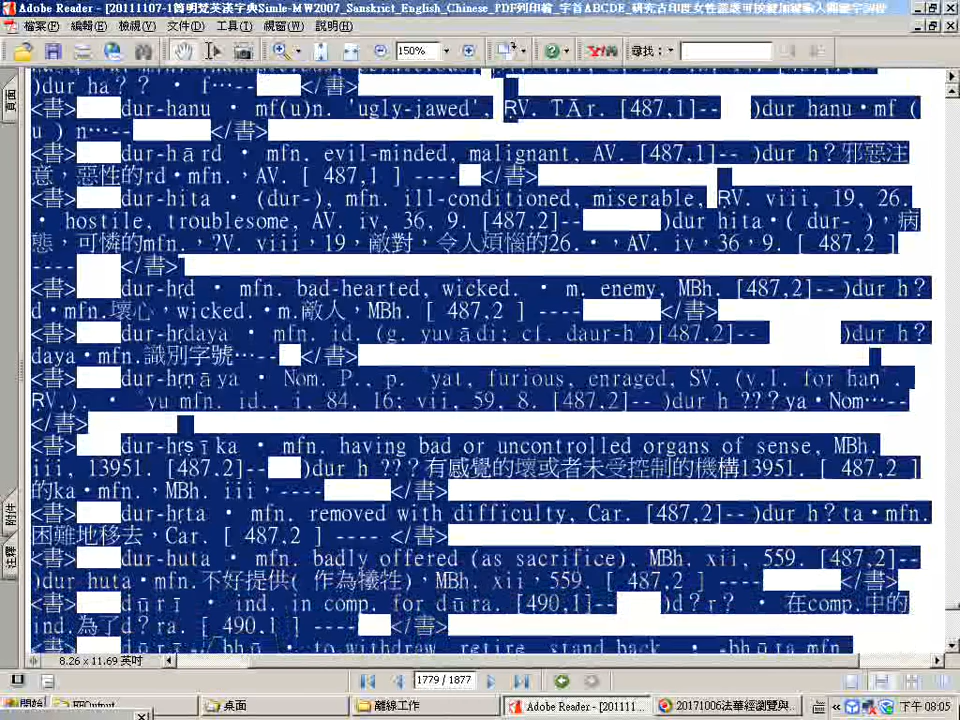 Adobe Reader - [20111107-1簡明梵英漢字典Simle-MW2007_Sanskrit_English_Chinese_PDF列印檔_字首ABCDE_研究古印度女性
檔案(F) 編輯(E) 檢視(V) 文件(D) 工具(T) 視窗(W) 說明(H)
150% 尋找:
)dur ha?? • f…-- </書>
<書> dur-hanu • mf(u)n. 'ugly-jawed', RV. TĀr. [487,1]-- )dur hanu•mf (
u ) n…-- </書>
<書> dur-hārd • mfn. evil-minded, malignant, AV. [487,1]-- )dur h?邪惡注
意，惡性的rd•mfn.，AV. [ 487,1 ] ---- </書>
<書> dur-hita • (dur-), mfn. ill-conditioned, miserable, RV. viii, 19, 26.
• hostile, troublesome, AV. iv, 36, 9. [487,2]-- )dur hita•( dur- )，病
態，可憐的mfn.，?V. viii，19，敵對，令人煩惱的26.•，AV. iv，36，9. [ 487,2 ]
---- </書>
<書> dur-hṛd • mfn. bad-hearted, wicked. • m. enemy, MBh. [487,2]-- )dur h?
d•mfn.壞心，wicked.•m.敵人，MBh. [ 487,2 ] ---- </書>
<書> dur-hṛdaya • mfn. id. (g. yuvādi; cf. daur-h°)[487,2]-- )dur h?
daya•mfn.識別字號…-- </書>
<書> dur-hṛṇāya • Nom. P., p. °yat, furious, enraged, SV. (v.l. for han°,
RV.). • °yu mfn. id., i, 84, 16; vii, 59, 8. [487,2]-- )dur h ???ya•Nom…--
</書>
<書> dur-hṛṣīka • mfn. having bad or uncontrolled organs of sense, MBh.
iii, 13951. [487,2]-- )dur h ???有感覺的壞或者未受控制的機構13951. [ 487,2 ]
的ka•mfn.，MBh. iii，---- </書>
<書> dur-hṛta • mfn. removed with difficulty, Car. [487,2]-- )dur h?ta•mfn.
困難地移去，Car. [ 487,2 ] ---- </書>
<書> dur-huta • mfn. badly offered (as sacrifice), MBh. xii, 559. [487,2]--
)dur huta•mfn.不好提供( 作為犧牲)，MBh. xii，559. [ 487,2 ] ---- </書>
<書> dūrī • ind. in comp. for dūra. [490,1]-- )d?r? • 在comp.中的
ind.為了d?ra. [ 490,1 ] ---- </書>
<書> dūrī-√bhū • to withdraw, retire, stand back. • -bhūta mfn.
頁面
附件
註釋
8.26 x 11.69 英吋
1779 / 1877
開始 桌面 離線工作 Adobe Reader - [201111... 20171006法華經瀏覽與... 下午 08:05